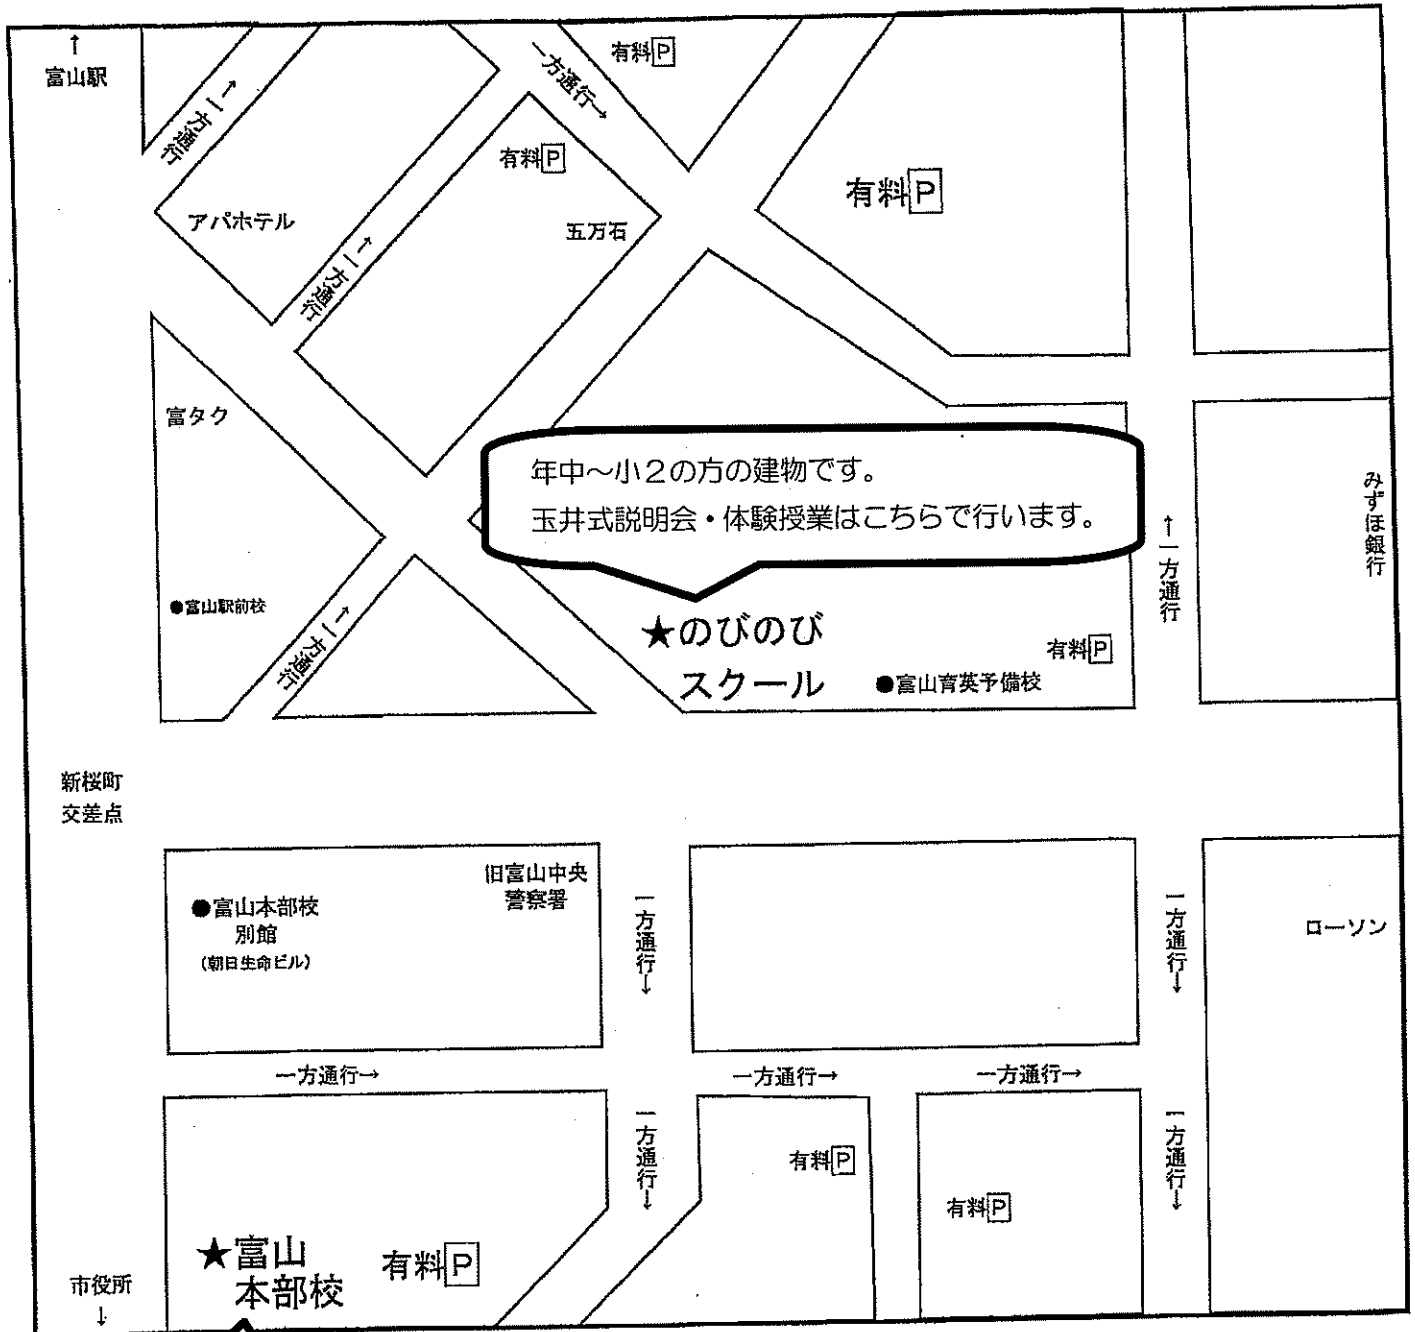 ↑
富山駅
↑一方通行
一方通行→
有料P
有料P
有料P
アパホテル
五万石
↑一方通行
富タク
年中～小2の方の建物です。
玉井式説明会・体験授業はこちらで行います。
みずほ銀行
↑一方通行
●富山駅前校
↑一方通行
★のびのび
スクール
●富山育英予備校
有料P
新桜町
交差点
●富山本部校
別館
(朝日生命ビル)
旧富山中央
警察署
一方通行↓
一方通行↓
ローソン
一方通行→
一方通行→
一方通行→
一方通行↓
有料P
有料P
一方通行↓
★富山
本部校
有料P
市役所
↓